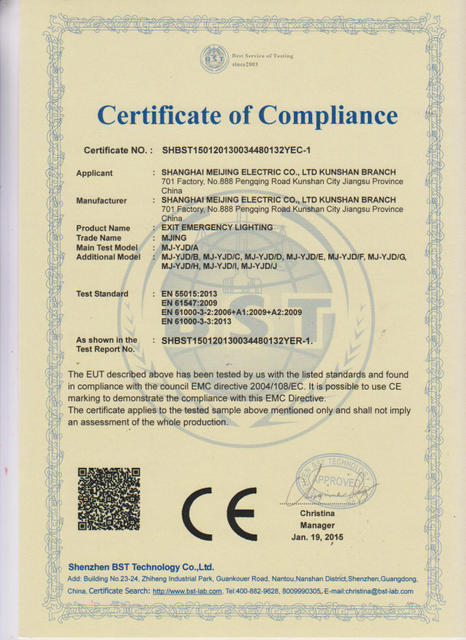 BST
Best Service of Testing
since2003
Certificate of Compliance
Certificate NO. : SHBST150120130034480132YEC-1
Applicant : SHANGHAI MEIJING ELECTRIC CO., LTD KUNSHAN BRANCH
701 Factory, No.888 Pengqing Road Kunshan City Jiangsu Province
China
Manufacturer : SHANGHAI MEIJING ELECTRIC CO., LTD KUNSHAN BRANCH
701 Factory, No.888 Pengqing Road Kunshan City Jiangsu Province
China
Product Name : EXIT EMERGENCY LIGHTING
Trade Name : MJING
Main Test Model : MJ-YJD/A
Additional Model : MJ-YJD/B, MJ-YJD/C, MJ-YJD/D, MJ-YJD/E, MJ-YJD/F, MJ-YJD/G,
MJ-YJD/H, MJ-YJD/I, MJ-YJD/J
BST
Test Standard : EN 55015:2013
EN 61547:2009
EN 61000-3-2:2006+A1:2009+A2:2009
EN 61000-3-3:2013
As shown in the : SHBST150120130034480132YER-1.
Test Report No.
The EUT described above has been tested by us with the listed standards and found
in compliance with the council EMC directive 2004/108/EC. It is possible to use CE
marking to demonstrate the compliance with this EMC Directive.
The certificate applies to the tested sample above mentioned only and shall not imply
an assessment of the whole production.
APPROVED
CE
Christina
Manager
Jan. 19, 2015
Shenzhen BST Technology Co.,Ltd.
Add: Building No.23-24, Zhiheng Industrial Park, Guankouer Road, Nantou,Nanshan District,Shenzhen,Guangdong,
China, Certificate Search: http://www.bst-lab.com, Tel:400-882-9628, 8009990305, E-mail:christina@bst-lab.com